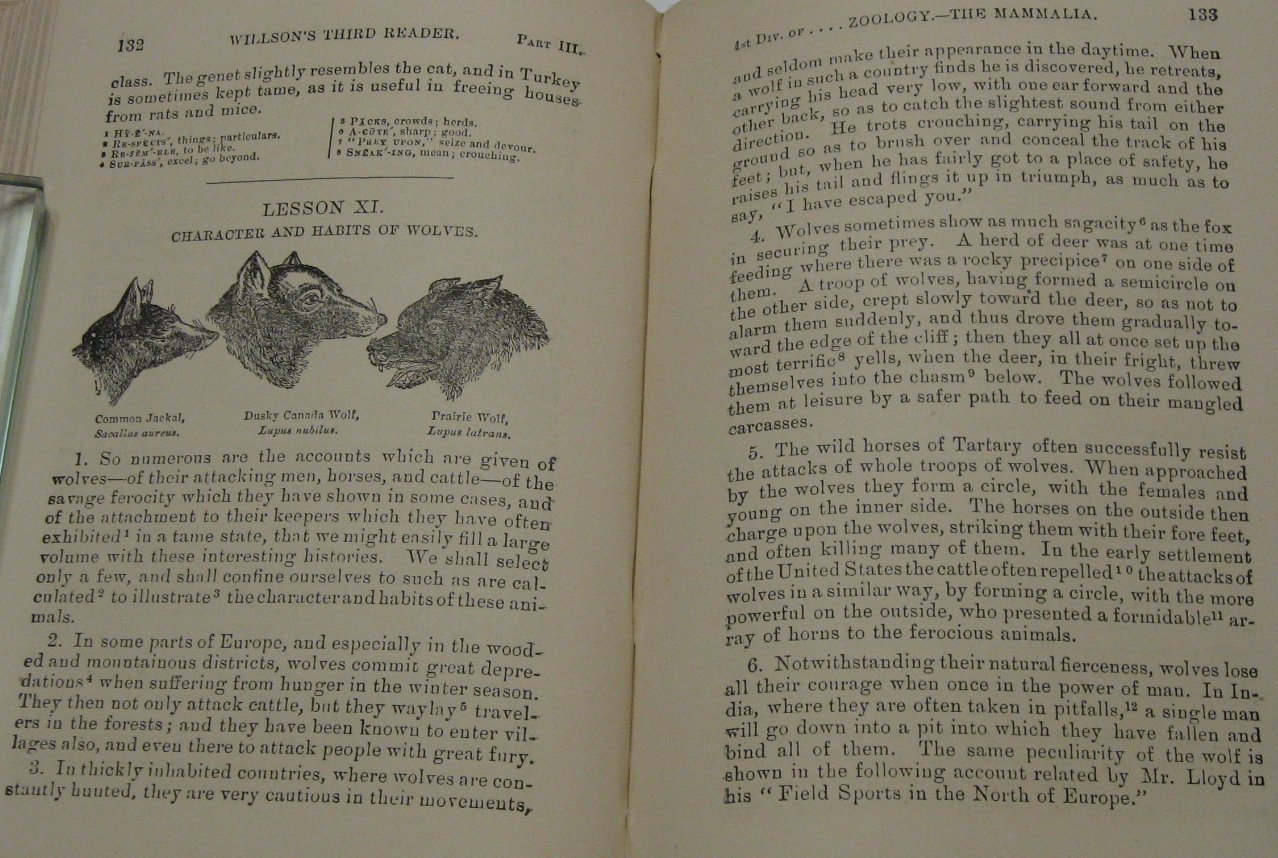 132 WILLSON'S THIRD READER. PART III.
class. The genet slightly resembles the cat, and in Turkey
is sometimes kept tame, as it is useful in freeing houses
from rats and mice.
1 HȲ-Ē'-NA.
2 RE-SPĔCTS', things; particulars.
3 RE-ṢĔM'-BLE, to be like.
4 SUR-PȦSS', excel; go beyond.
5 PĂCKS, crowds; herds.
6 A-CŪTE', sharp; good.
7 "PREY UPON," seize and devour.
8 SNĒAK'-ING, mean; crouching.
LESSON XI.
CHARACTER AND HABITS OF WOLVES.
Common Jackal,
Sacalius aureus.
Dusky Canada Wolf,
Lupus nubilus.
Prairie Wolf,
Lupus latrans.
1. So numerous are the accounts which are given of
wolves—of their attacking men, horses, and cattle—of the
savage ferocity which they have shown in some cases, and
of the attachment to their keepers which they have often
exhibited¹ in a tame state, that we might easily fill a large
volume with these interesting histories. We shall select
only a few, and shall confine ourselves to such as are cal-
culated² to illustrate³ the character and habits of these ani-
mals.
2. In some parts of Europe, and especially in the wood-
ed and mountainous districts, wolves commit great depre-
dations⁴ when suffering from hunger in the winter season.
They then not only attack cattle, but they waylay⁵ travel-
ers in the forests; and they have been known to enter vil-
lages also, and even there to attack people with great fury.
3. In thickly inhabited countries, where wolves are con-
stantly hunted, they are very cautious in their movements,
1st DIV. OF .... ZOOLOGY.—THE MAMMALIA. 133
and seldom make their appearance in the daytime. When
a wolf in such a country finds he is discovered, he retreats,
carrying his head very low, with one ear forward and the
other back, so as to catch the slightest sound from either
direction. He trots crouching, carrying his tail on the
ground so as to brush over and conceal the track of his
feet; but, when he has fairly got to a place of safety, he
raises his tail and flings it up in triumph, as much as to
say, "I have escaped you."
4. Wolves sometimes show as much sagacity⁶ as the fox
in securing their prey. A herd of deer was at one time
feeding where there was a rocky precipice⁷ on one side of
them. A troop of wolves, having formed a semicircle on
the other side, crept slowly toward the deer, so as not to
alarm them suddenly, and thus drove them gradually to-
ward the edge of the cliff; then they all at once set up the
most terrific⁸ yells, when the deer, in their fright, threw
themselves into the chasm⁹ below. The wolves followed
them at leisure by a safer path to feed on their mangled
carcasses.
5. The wild horses of Tartary often successfully resist
the attacks of whole troops of wolves. When approached
by the wolves they form a circle, with the females and
young on the inner side. The horses on the outside then
charge upon the wolves, striking them with their fore feet,
and often killing many of them. In the early settlement
of the United States the cattle often repelled¹⁰ the attacks of
wolves in a similar way, by forming a circle, with the more
powerful on the outside, who presented a formidable¹¹ ar-
ray of horns to the ferocious animals.
6. Notwithstanding their natural fierceness, wolves lose
all their courage when once in the power of man. In In-
dia, where they are often taken in pitfalls,¹² a single man
will go down into a pit into which they have fallen and
bind all of them. The same peculiarity of the wolf is
shown in the following account related by Mr. Lloyd in
his "Field Sports in the North of Europe."